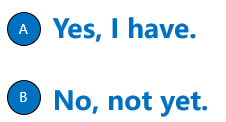 A Yes, I have.
B No, not yet.